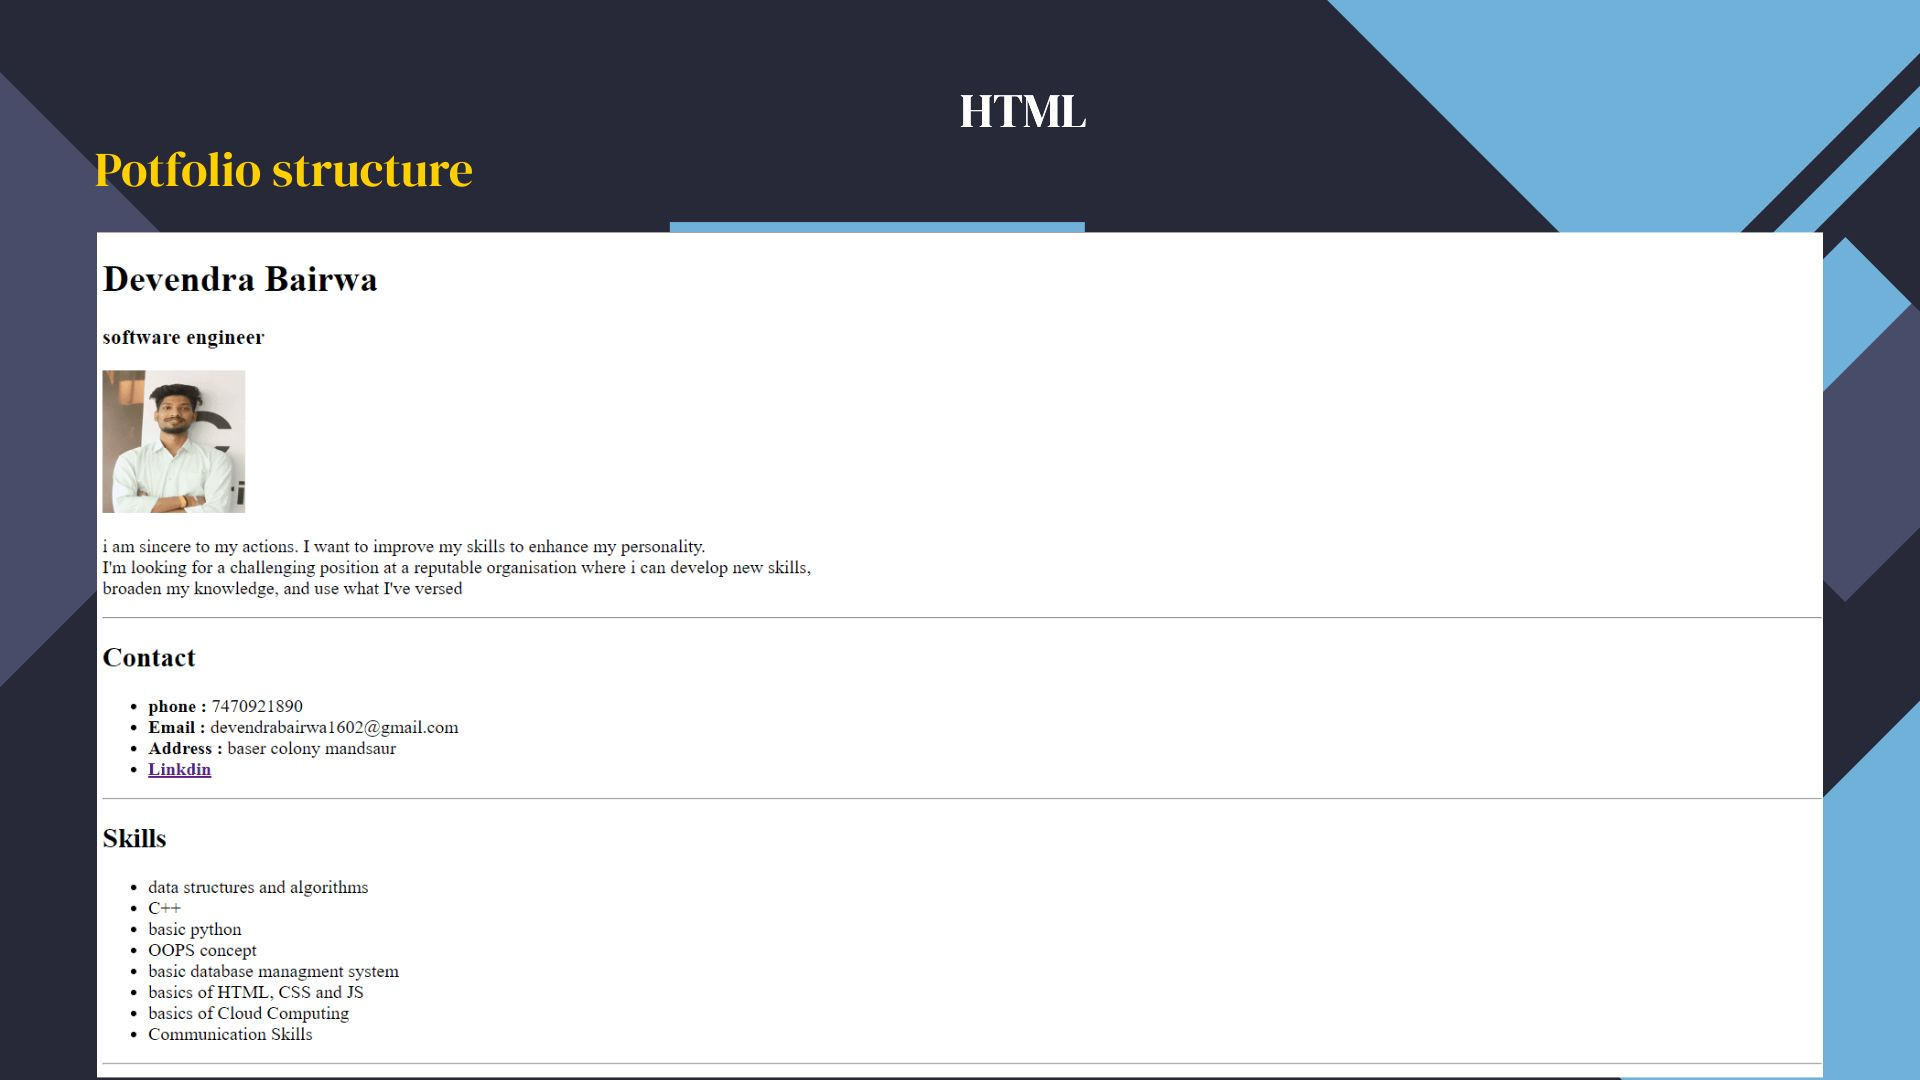 HTML
Potfolio structure
Devendra Bairwa
software engineer
i am sincere to my actions. I want to improve my skills to enhance my personality.
I'm looking for a challenging position at a reputable organisation where i can develop new skills,
broaden my knowledge, and use what I've versed
Contact
phone : 7470921890
Email : devendrabairwa1602@gmail.com
Address : baser colony mandsaur
Linkdin
Skills
data structures and algorithms
C++
basic python
OOPS concept
basic database managment system
basics of HTML, CSS and JS
basics of Cloud Computing
Communication Skills